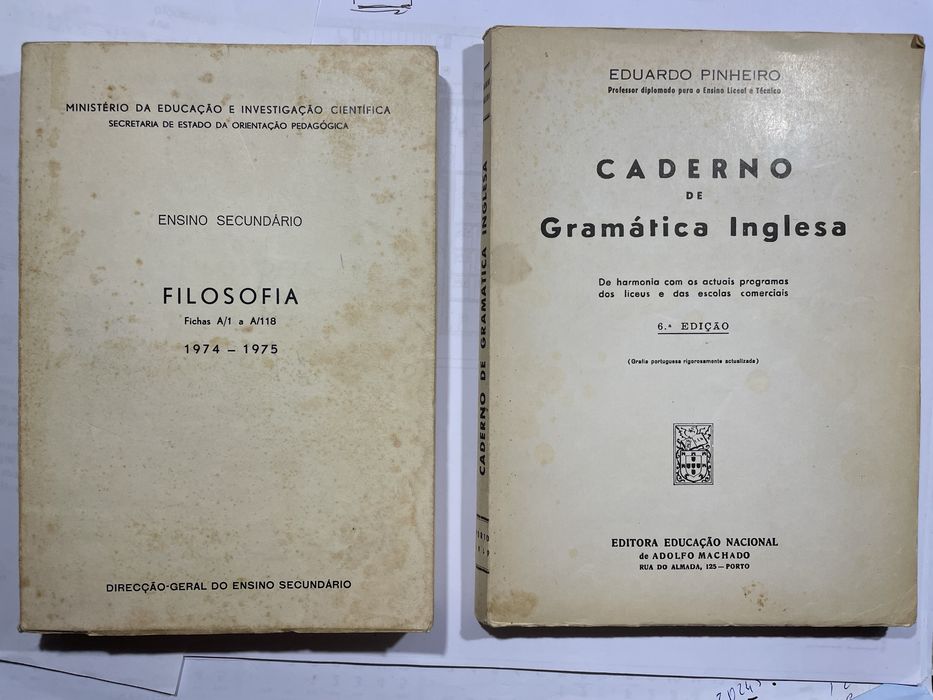 MINISTÉRIO DA EDUCAÇÃO E INVESTIGAÇÃO CIENTÍFICA
SECRETARIA DE ESTADO DA ORIENTAÇÃO PEDAGÓGICA
ENSINO SECUNDÁRIO
FILOSOFIA
Fichas A/1 a A/118
1974 – 1975
DIRECÇÃO-GERAL DO ENSINO SECUNDÁRIO
CADERNO DE GRAMÁTICA INGLESA
EDUARDO PINHEIRO
Professor diplomado para o Ensino Liceal e Técnico
CADERNO
DE
Gramática Inglesa
De harmonia com os actuais programas
dos liceus e das escolas comerciais
6.ª EDIÇÃO
(Grafia portuguesa rigorosamente actualizada)
EDITORA EDUCAÇÃO NACIONAL
de ADOLFO MACHADO
RUA DO ALMADA, 125 — PORTO